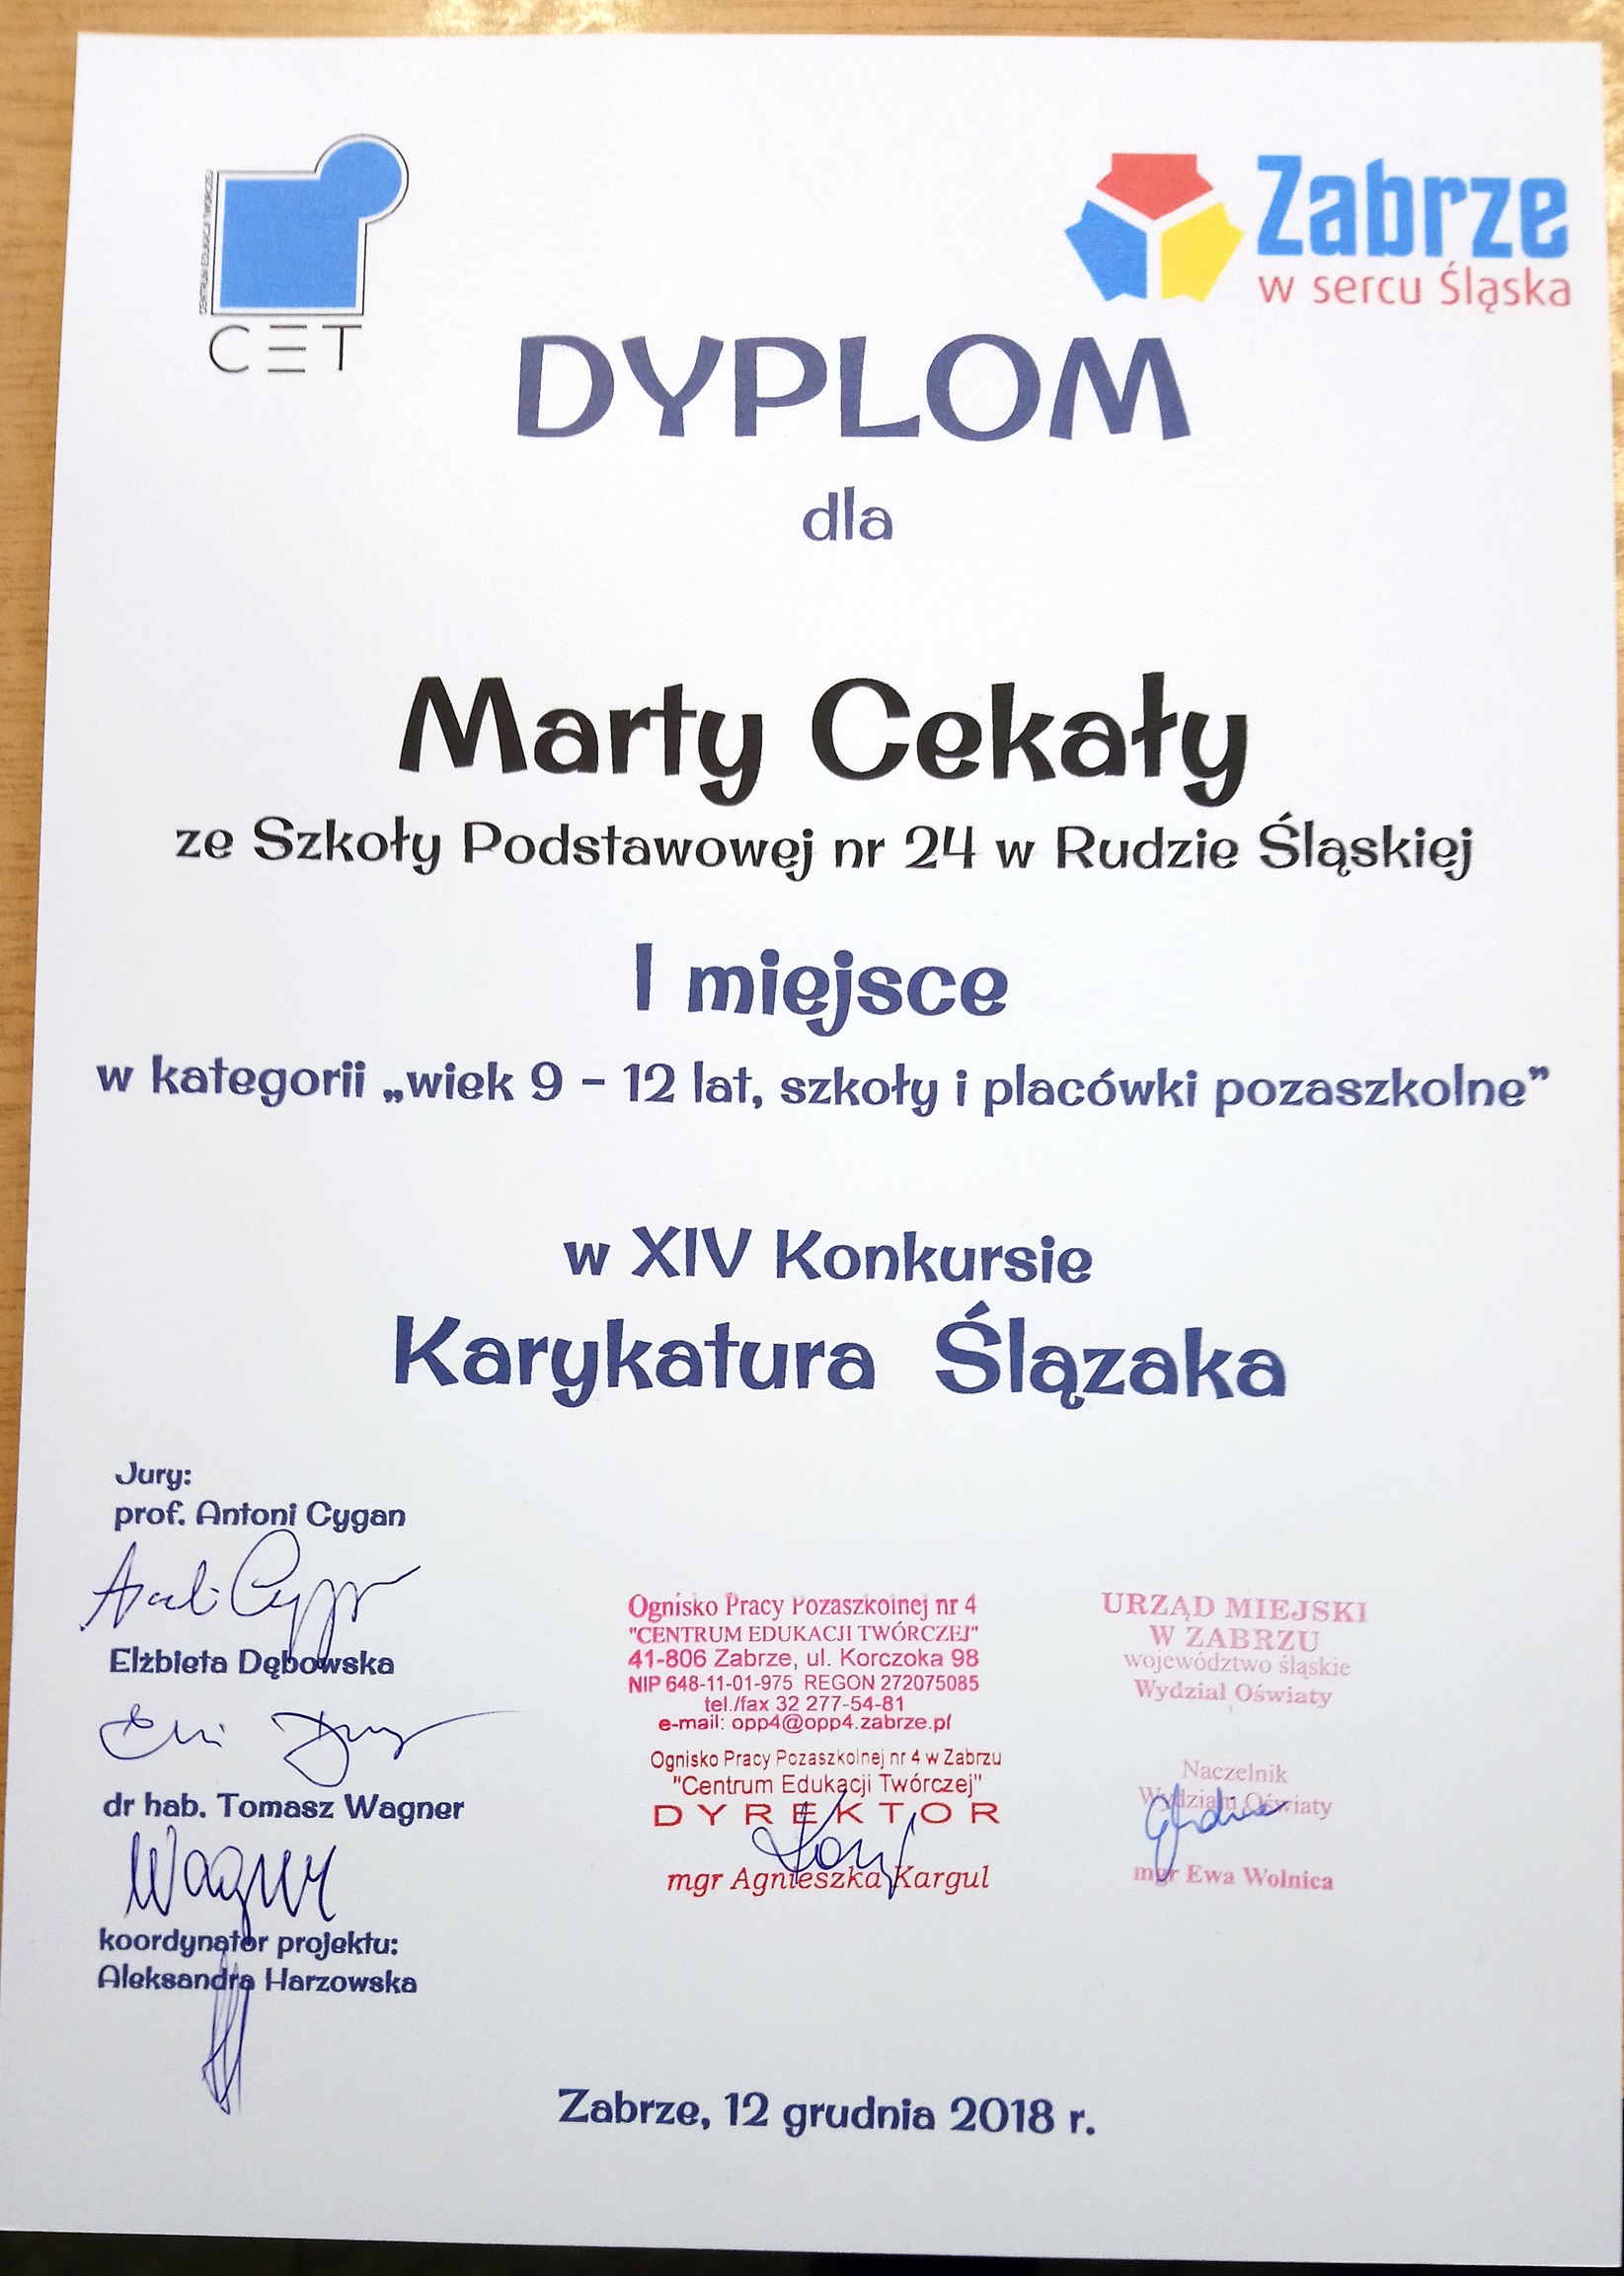 CENTRUM EDUKACJI TWÓRCZEJ
CET
Zabrze
w sercu Śląska
DYPLOM
dla
Marty Cekały
ze Szkoły Podstawowej nr 24 w Rudzie Śląskiej
I miejsce
w kategorii „wiek 9 – 12 lat, szkoły i placówki pozaszkolne”
w XIV Konkursie
Karykatura Ślązaka
Jury:
prof. Antoni Cygan
Elżbieta Dębowska
dr hab. Tomasz Wagner
Wagner
koordynator projektu:
Aleksandra Harzowska
Ognisko Pracy Pozaszkolnej nr 4
"CENTRUM EDUKACJI TWÓRCZEJ"
41-806 Zabrze, ul. Korczoka 98
NIP 648-11-01-975 REGON 272075085
tel./fax 32 277-54-81
e-mail: opp4@opp4.zabrze.pl
Ognisko Pracy Pozaszkolnej nr 4 w Zabrzu
"Centrum Edukacji Twórczej"
DYREKTOR
mgr Agnieszka Kargul
URZĄD MIEJSKI
W ZABRZU
województwo śląskie
Wydział Oświaty
Naczelnik
Wydziału Oświaty
mgr Ewa Wolnica
Zabrze, 12 grudnia 2018 r.